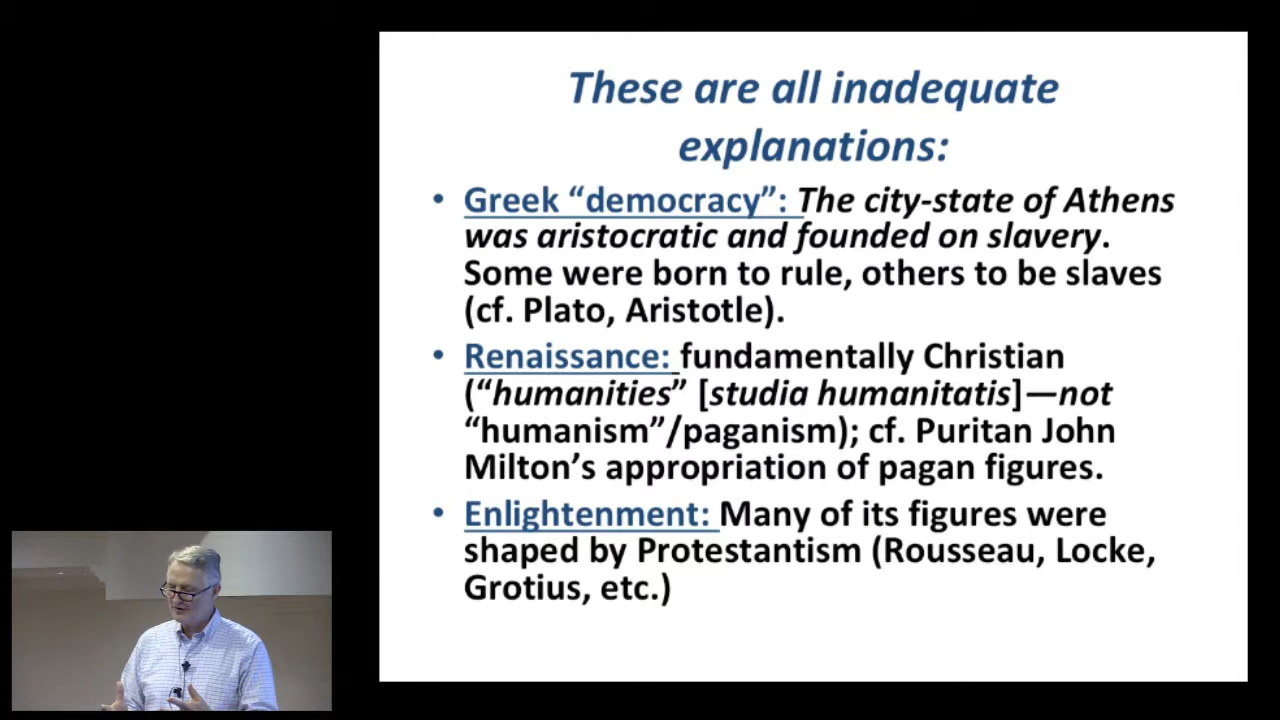 These are all inadequate
explanations:
• Greek “democracy”: The city-state of Athens
was aristocratic and founded on slavery.
Some were born to rule, others to be slaves
(cf. Plato, Aristotle).
• Renaissance: fundamentally Christian
(“humanities” [studia humanitatis]—not
“humanism”/paganism); cf. Puritan John
Milton’s appropriation of pagan figures.
• Enlightenment: Many of its figures were
shaped by Protestantism (Rousseau, Locke,
Grotius, etc.)